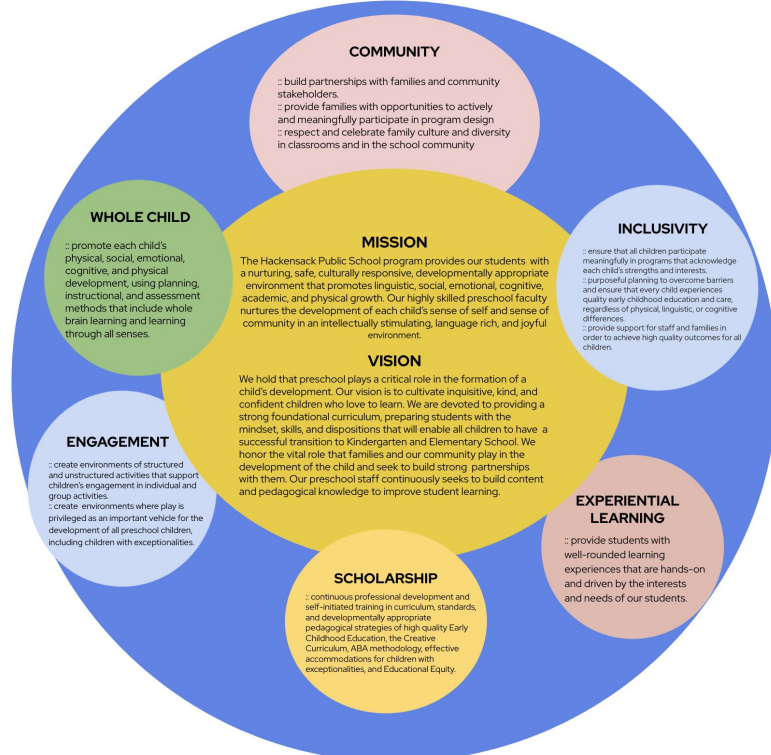 COMMUNITY
:: build partnerships with families and community
stakeholders.
:: provide families with opportunities to actively
and meaningfully participate in program design
:: respect and celebrate family culture and diversity
in classrooms and in the school community
WHOLE CHILD
:: promote each child's
physical, social, emotional,
cognitive, and physical
development, using planning,
instructional, and assessment
methods that include whole
brain learning and learning
through all senses.
MISSION
The Hackensack Public School program provides our students with
a nurturing, safe, culturally responsive, developmentally appropriate
environment that promotes linguistic, social, emotional, cognitive,
academic, and physical growth. Our highly skilled preschool faculty
nurtures the development of each child's sense of self and sense of
community in an intellectually stimulating, language rich, and joyful
environment.
VISION
We hold that preschool plays a critical role in the formation of a
child's development. Our vision is to cultivate inquisitive, kind, and
confident children who love to learn. We are devoted to providing a
strong foundational curriculum, preparing students with the
mindset, skills, and dispositions that will enable all children to have a
successful transition to Kindergarten and Elementary School. We
honor the vital role that families and our community play in the
development of the child and seek to build strong partnerships
with them. Our preschool staff continuously seeks to build content
and pedagogical knowledge to improve student learning.
INCLUSIVITY
:: ensure that all children participate
meaningfully in programs that acknowledge
each child's strengths and interests.
:: purposeful planning to overcome barriers
and ensure that every child experiences
quality early childhood education and care,
regardless of physical, linguistic, or cognitive
differences.
:: provide support for staff and families in
order to achieve high quality outcomes for all
children.
ENGAGEMENT
:: create environments of structured
and unstructured activities that support
children's engagement in individual and
group activities.
:: create environments where play is
privileged as an important vehicle for the
development of all preschool children,
including children with exceptionalities.
EXPERIENTIAL
LEARNING
:: provide students with
well-rounded learning
experiences that are hands-on
and driven by the interests
and needs of our students.
SCHOLARSHIP
:: continuous professional development and
self-initiated training in curriculum, standards,
and developmentally appropriate
pedagogical strategies of high quality Early
Childhood Education, the Creative
Curriculum, ABA methodology, effective
accommodations for children with
exceptionalities, and Educational Equity.